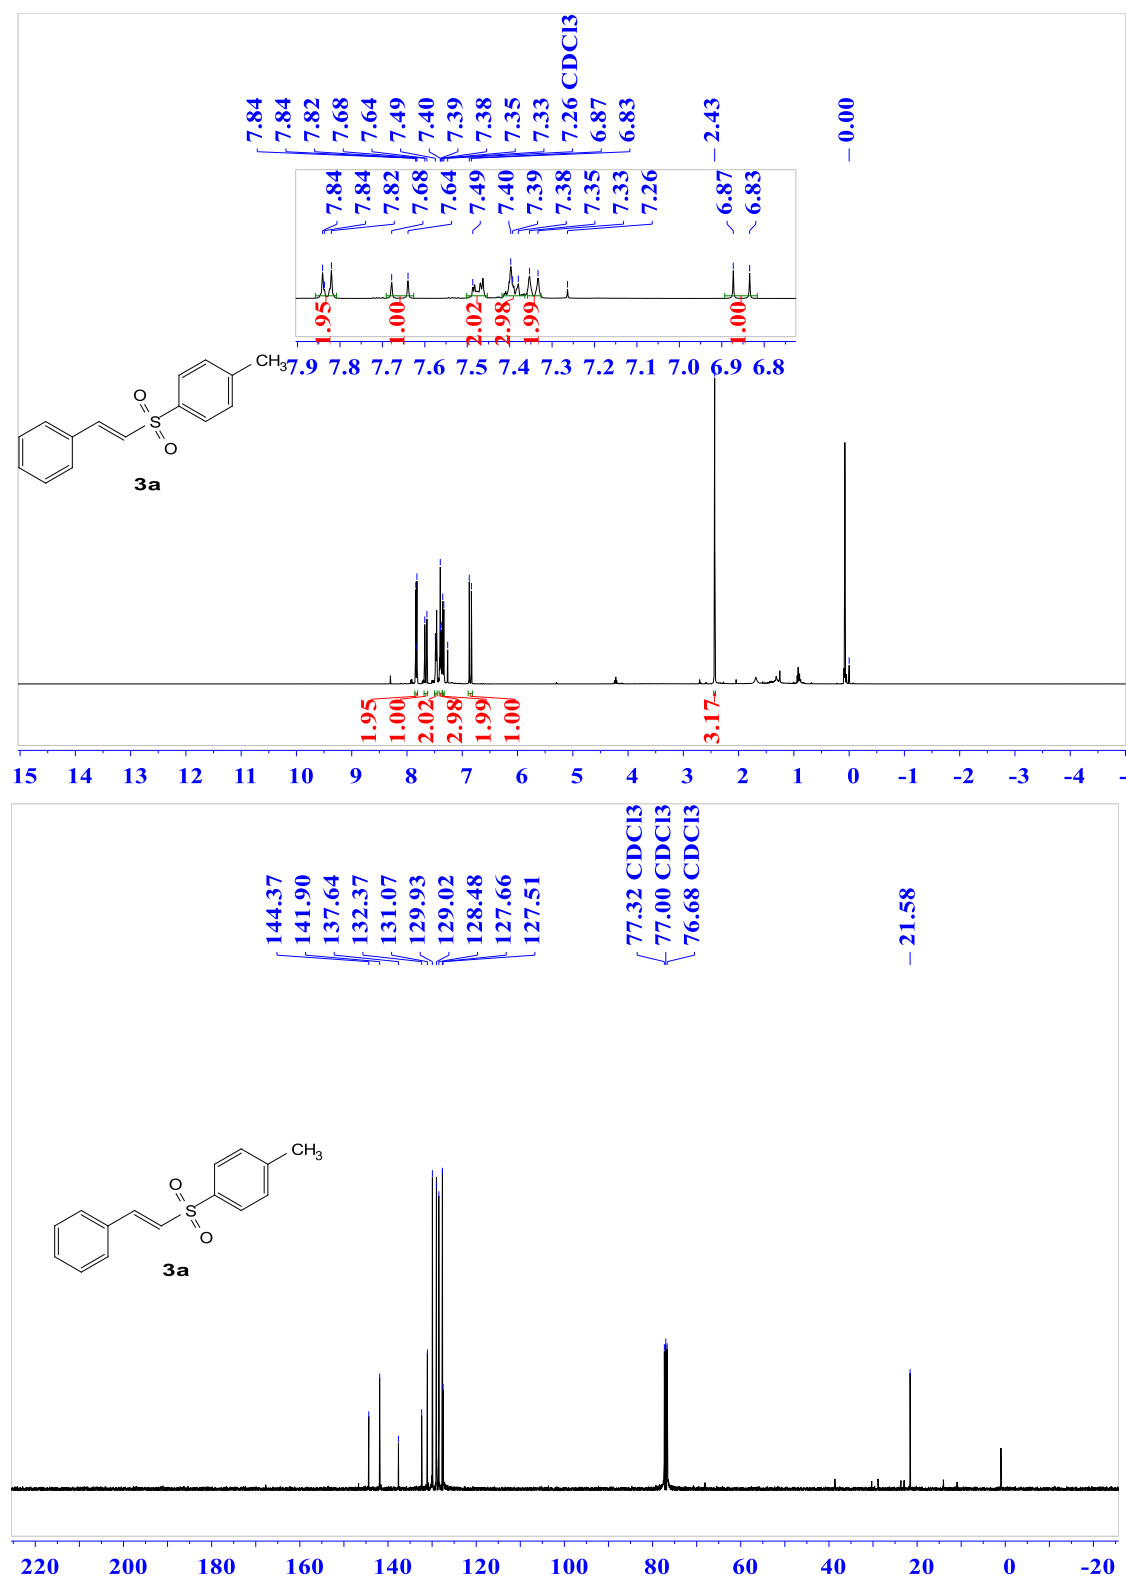 7.84 7.84 7.82 7.68 7.64 7.49 7.40 7.39 7.38 7.35 7.33 7.26 CDCl3 6.87 6.83 2.43 0.00
7.84 7.84 7.82 7.68 7.64 7.49 7.40 7.39 7.38 7.35 7.33 7.26 6.87 6.83
1.95 1.00 2.02 2.98 1.99 1.00
7.9 7.8 7.7 7.6 7.5 7.4 7.3 7.2 7.1 7.0 6.9 6.8
CH3
O
S
O
3a
1.95 1.00 2.02 2.98 1.99 1.00 3.17
15 14 13 12 11 10 9 8 7 6 5 4 3 2 1 0 -1 -2 -3 -4 -
144.37 141.90 137.64 132.37 131.07 129.93 129.02 128.48 127.66 127.51 77.32 CDCl3 77.00 CDCl3 76.68 CDCl3 21.58
CH3
O
S
O
3a
220 200 180 160 140 120 100 80 60 40 20 0 -20